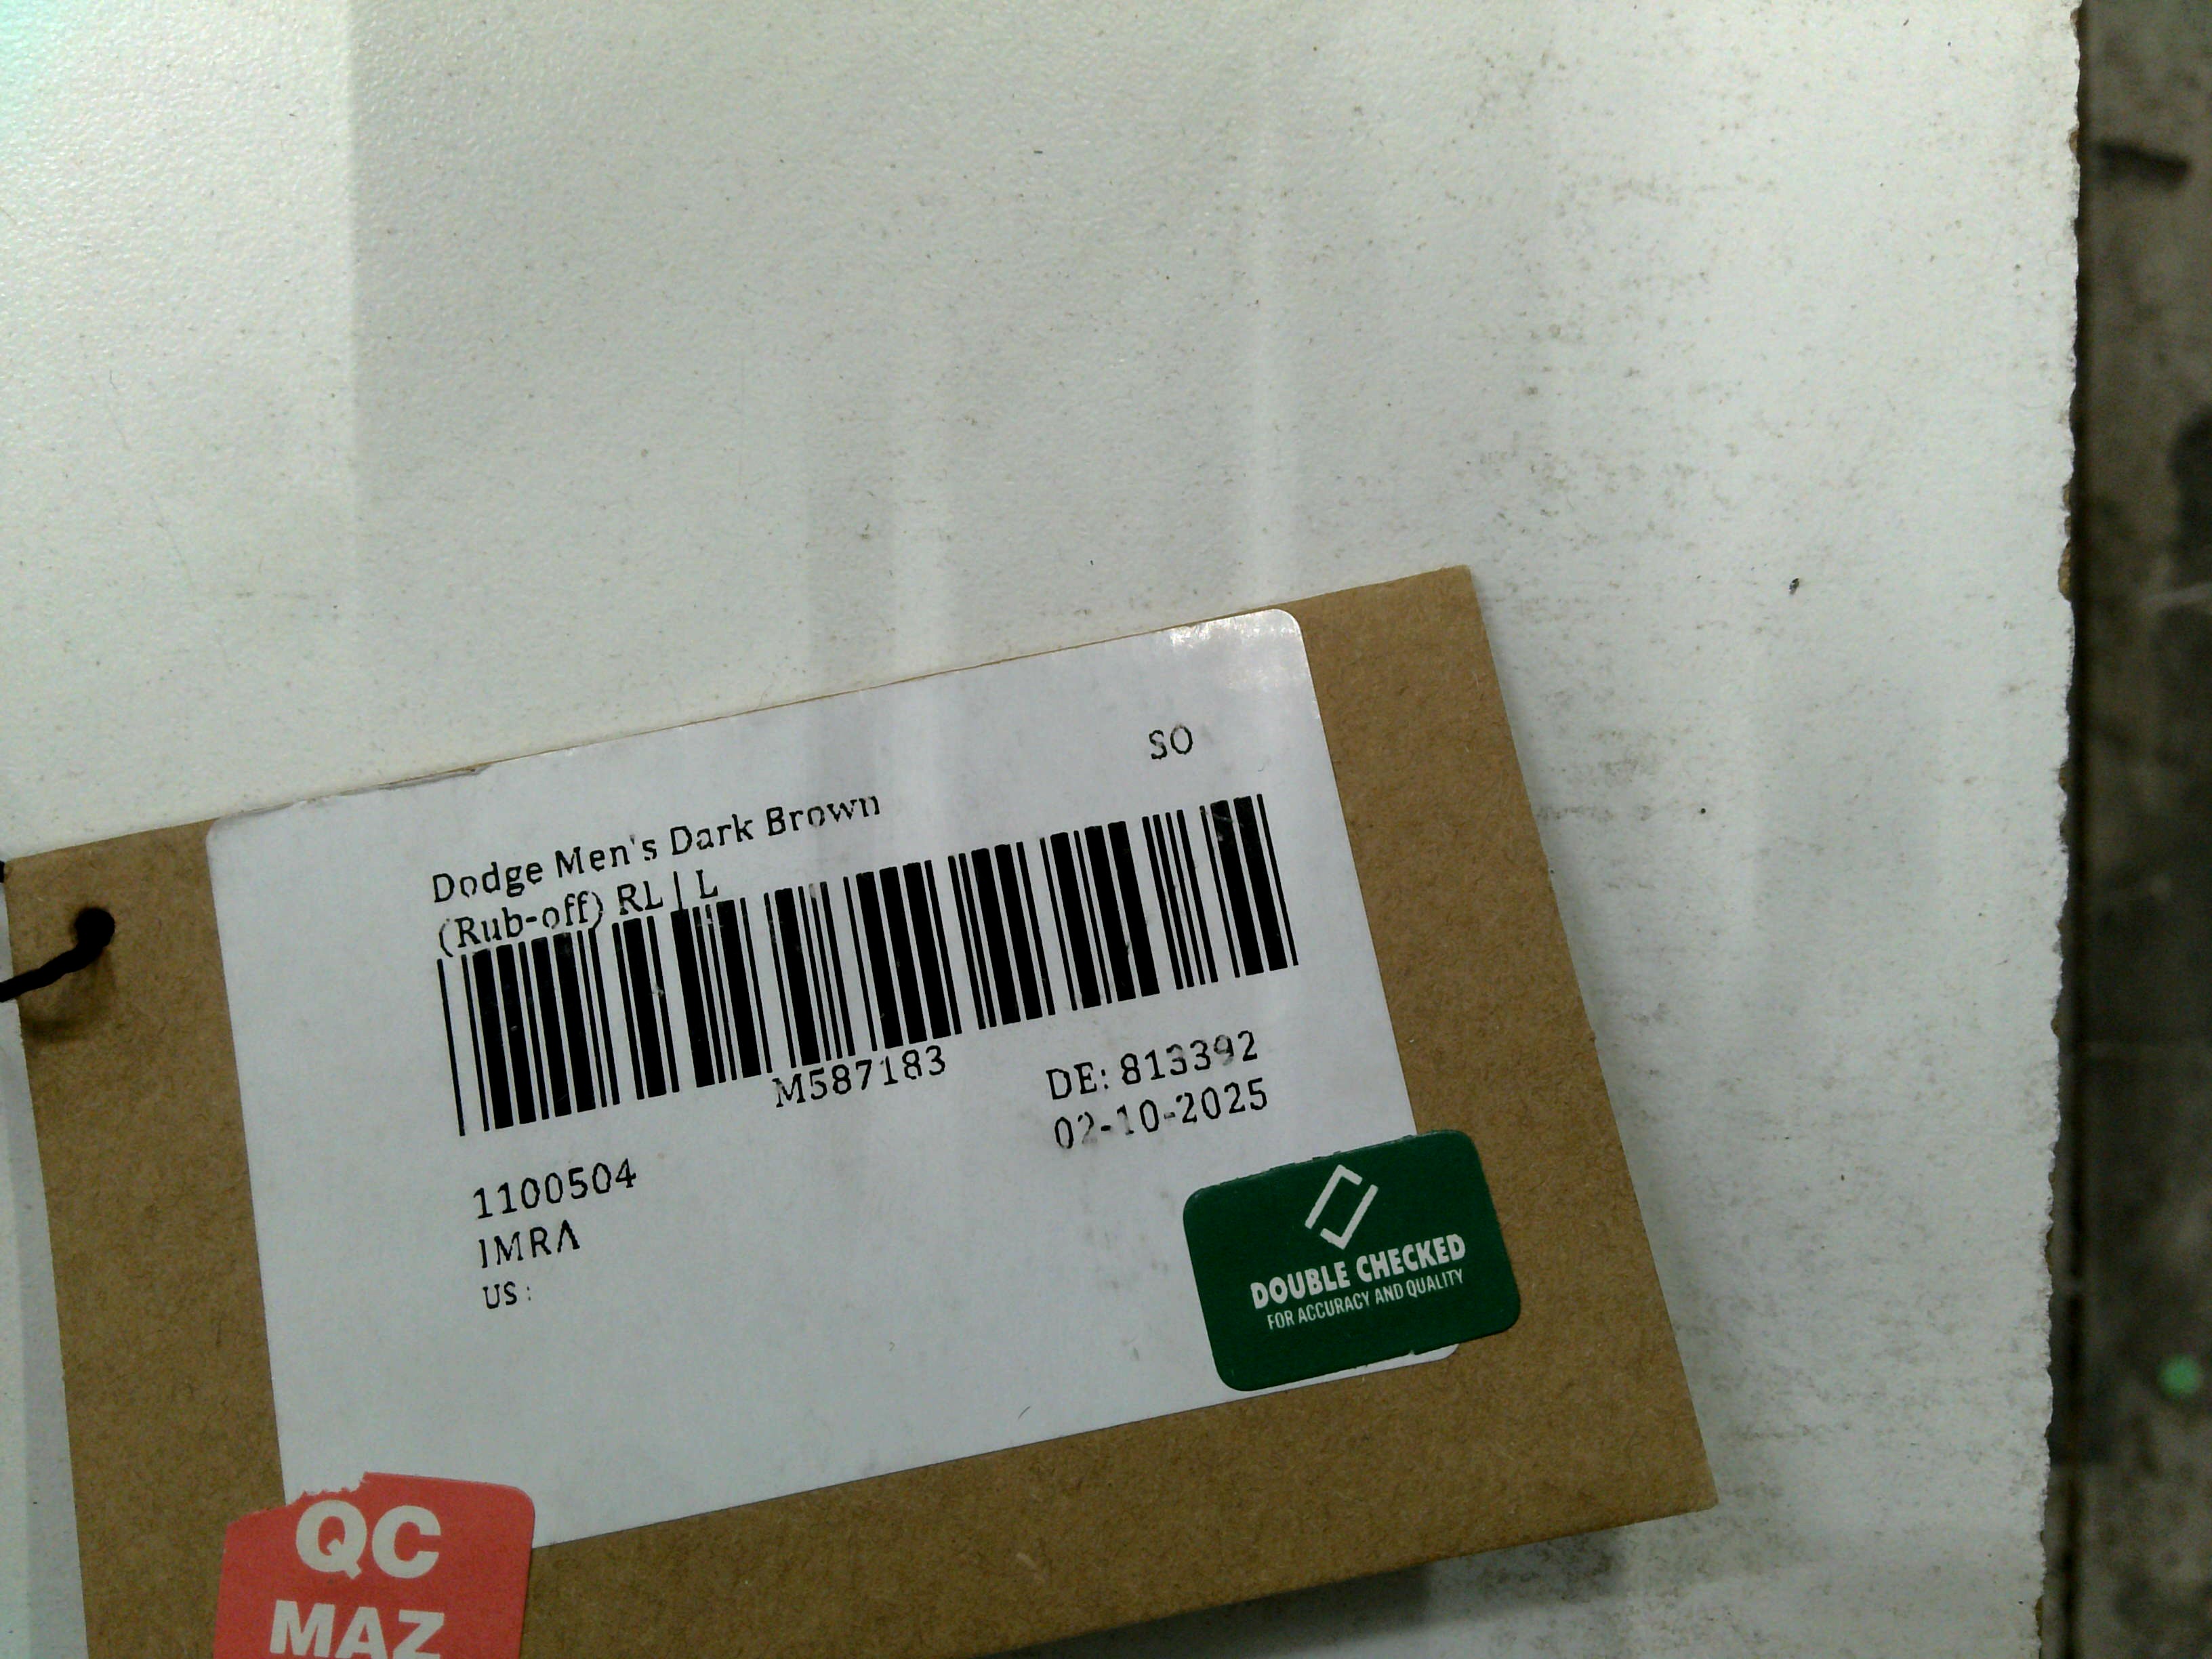 SO
Dodge Men's Dark Brown
(Rub-off) RL | L
M587183
DE: 813392
02-10-2025
1100504
IMRA
US :
DOUBLE CHECKED
FOR ACCURACY AND QUALITY
QC
MAZ